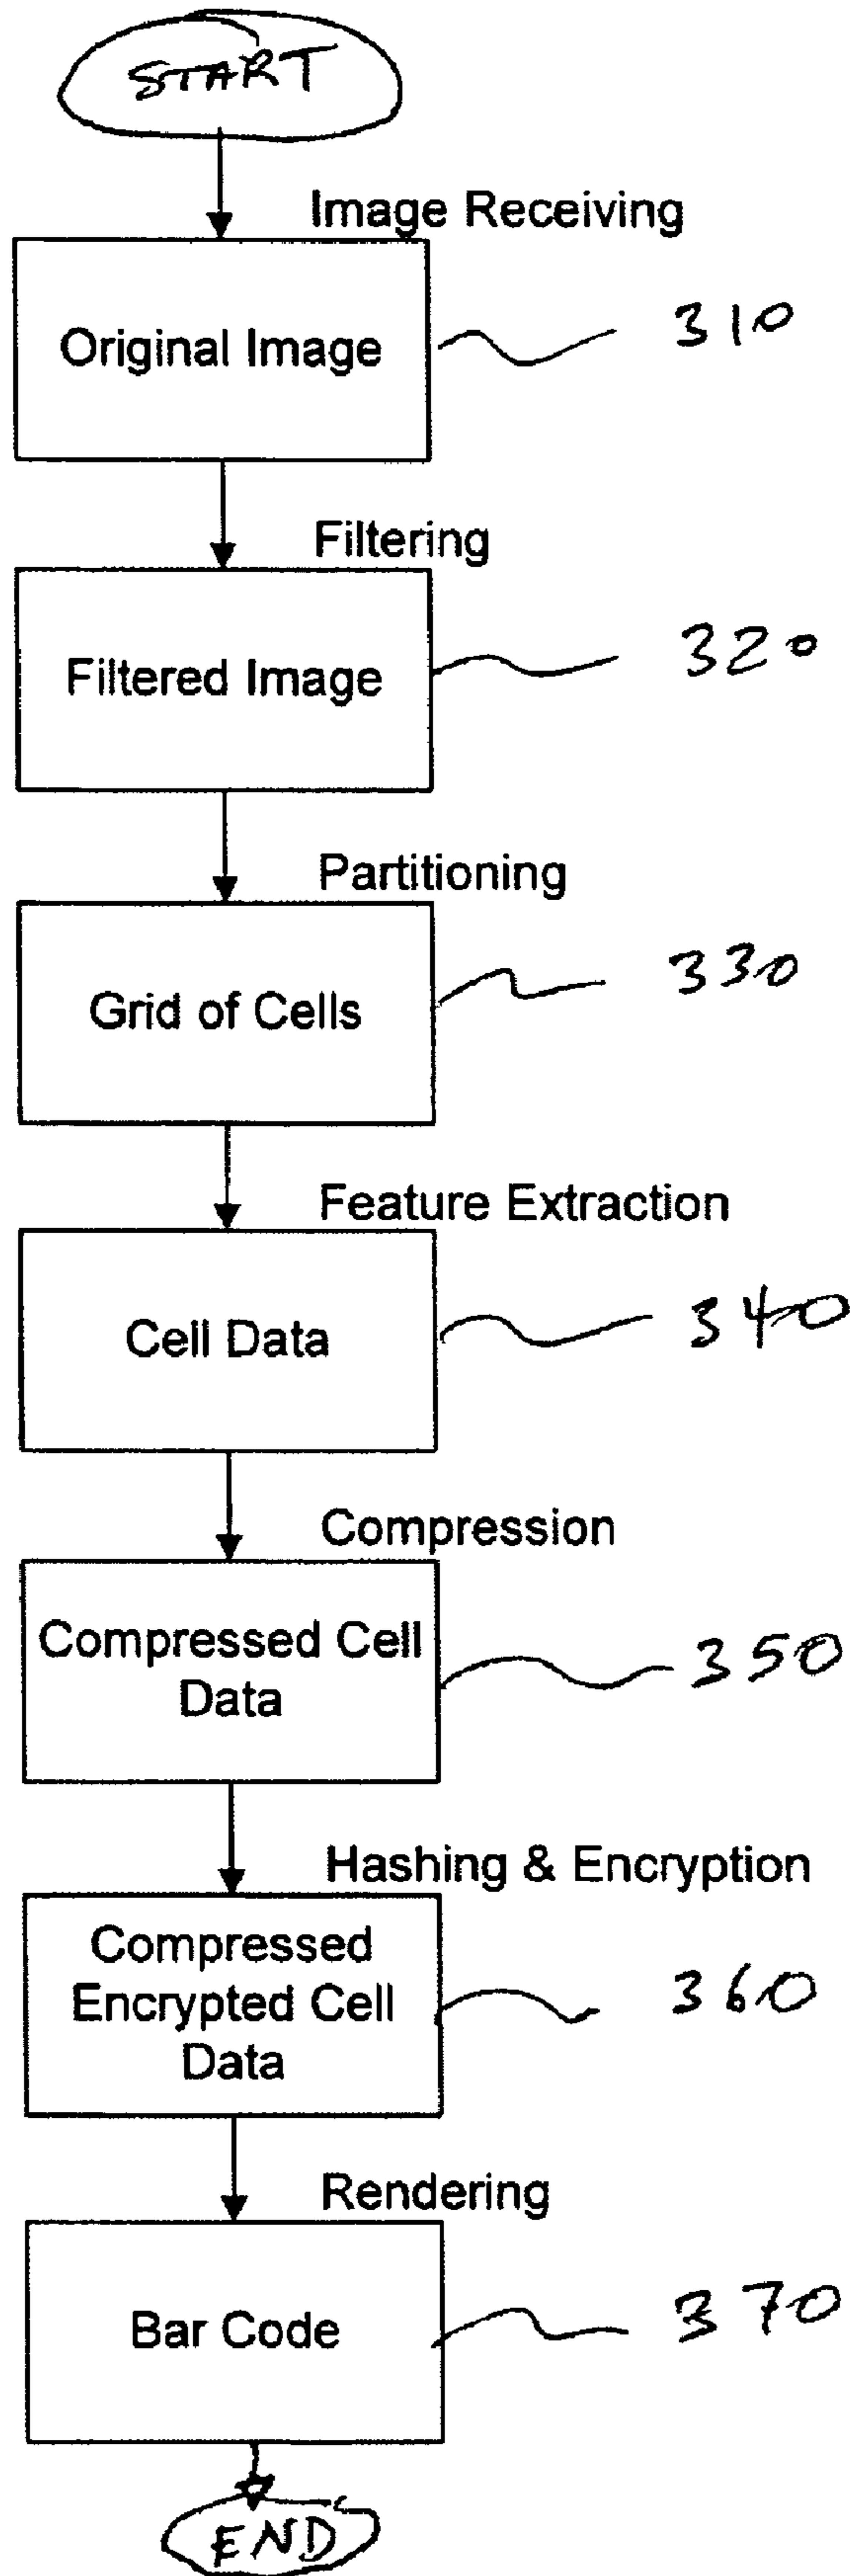 START
Image Receiving
Original Image
310
Filtering
Filtered Image
320
Partitioning
Grid of Cells
330
Feature Extraction
Cell Data
340
Compression
Compressed Cell
Data
350
Hashing & Encryption
Compressed
Encrypted Cell
Data
360
Rendering
Bar Code
370
END